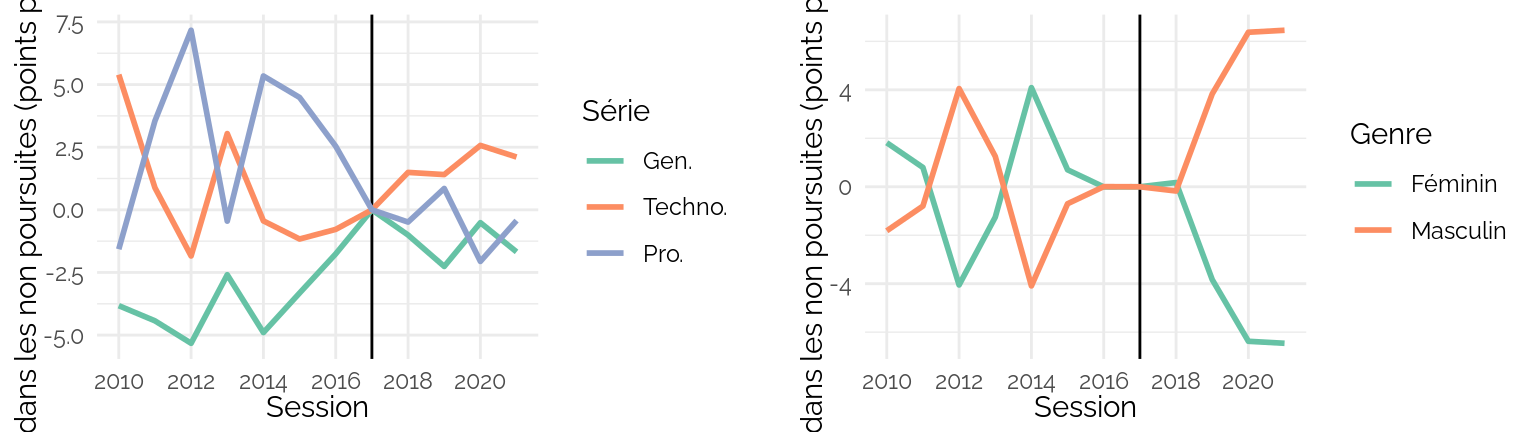 dans les non poursuites (points p
7.5
5.0
2.5
0.0
-2.5
-5.0
2010 2012 2014 2016 2018 2020
Session
Série
Gen.
Techno.
Pro.
dans les non poursuites (points p
4
0
-4
2010 2012 2014 2016 2018 2020
Session
Genre
Féminin
Masculin